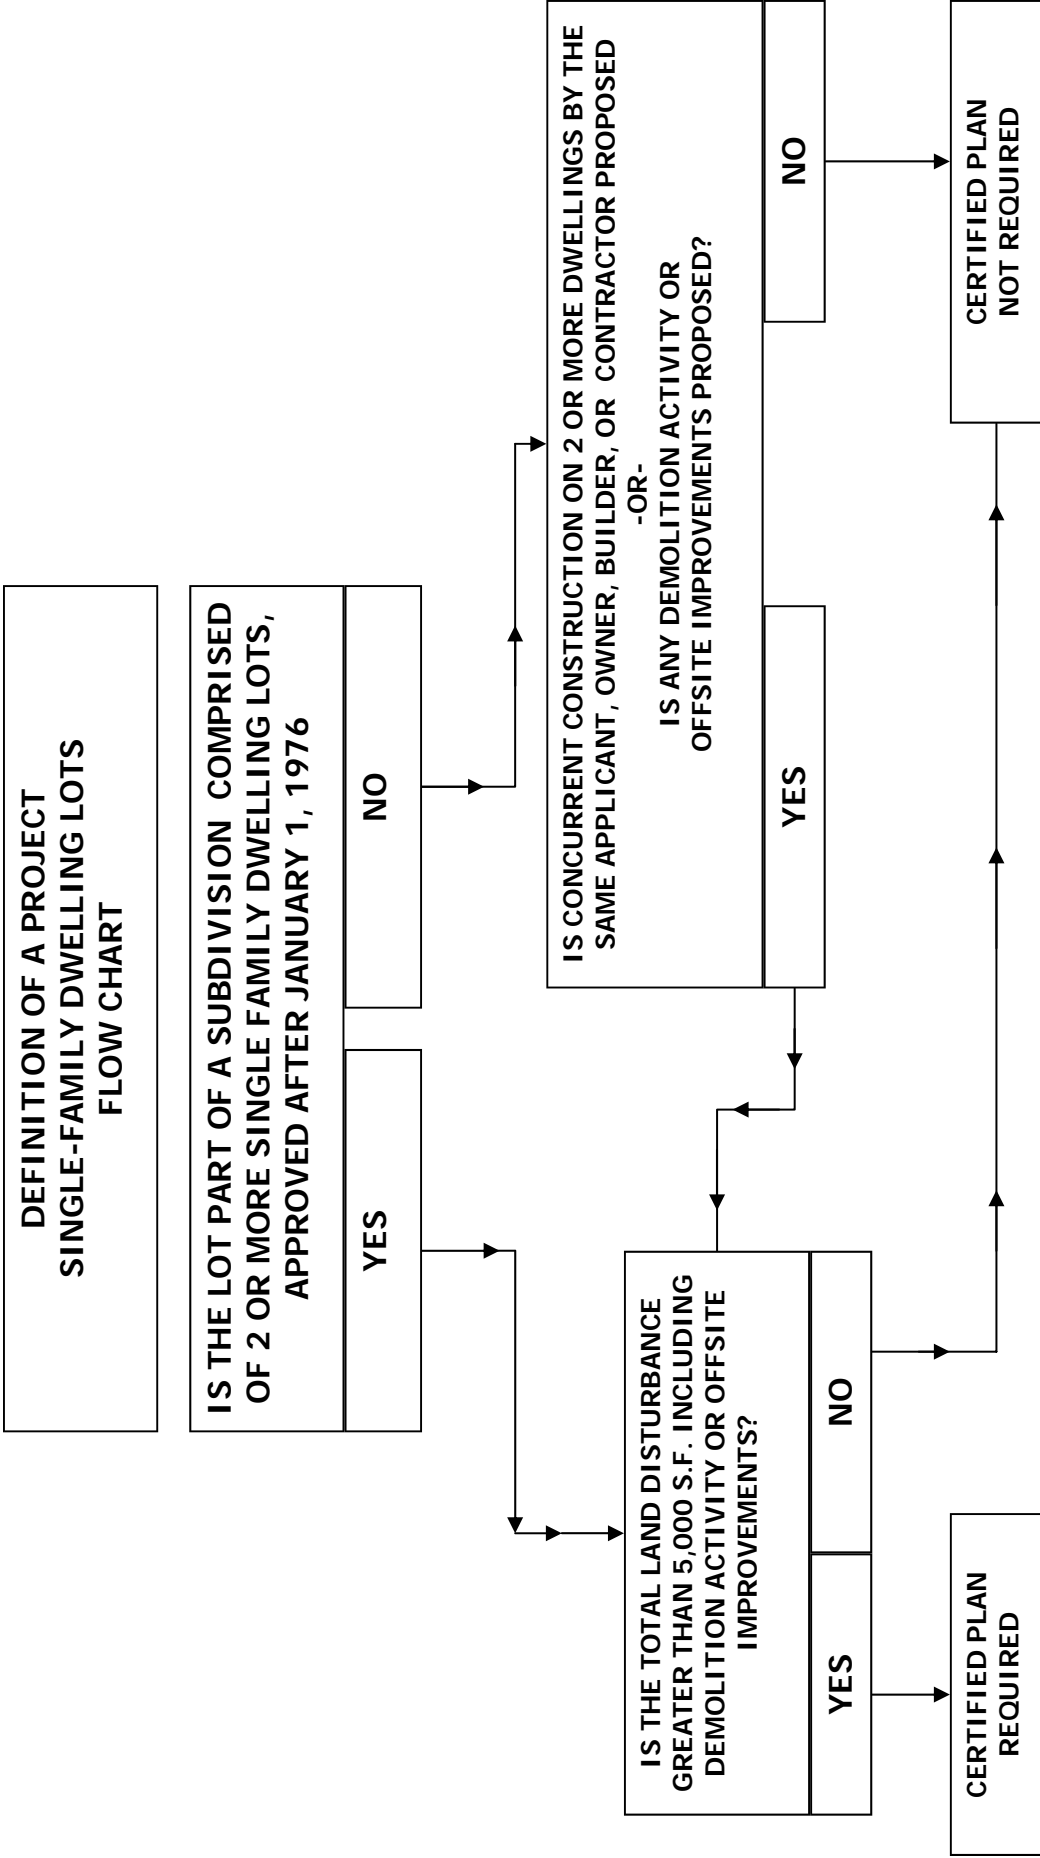 DEFINITION OF A PROJECT
SINGLE-FAMILY DWELLING LOTS
FLOW CHART
IS THE LOT PART OF A SUBDIVISION COMPRISED
OF 2 OR MORE SINGLE FAMILY DWELLING LOTS,
APPROVED AFTER JANUARY 1, 1976
YES
NO
IS CONCURRENT CONSTRUCTION ON 2 OR MORE DWELLINGS BY THE
SAME APPLICANT, OWNER, BUILDER, OR CONTRACTOR PROPOSED
-OR-
IS ANY DEMOLITION ACTIVITY OR
OFFSITE IMPROVEMENTS PROPOSED?
YES
NO
IS THE TOTAL LAND DISTURBANCE
GREATER THAN 5,000 S.F. INCLUDING
DEMOLITION ACTIVITY OR OFFSITE
IMPROVEMENTS?
YES
NO
CERTIFIED PLAN
REQUIRED
CERTIFIED PLAN
NOT REQUIRED